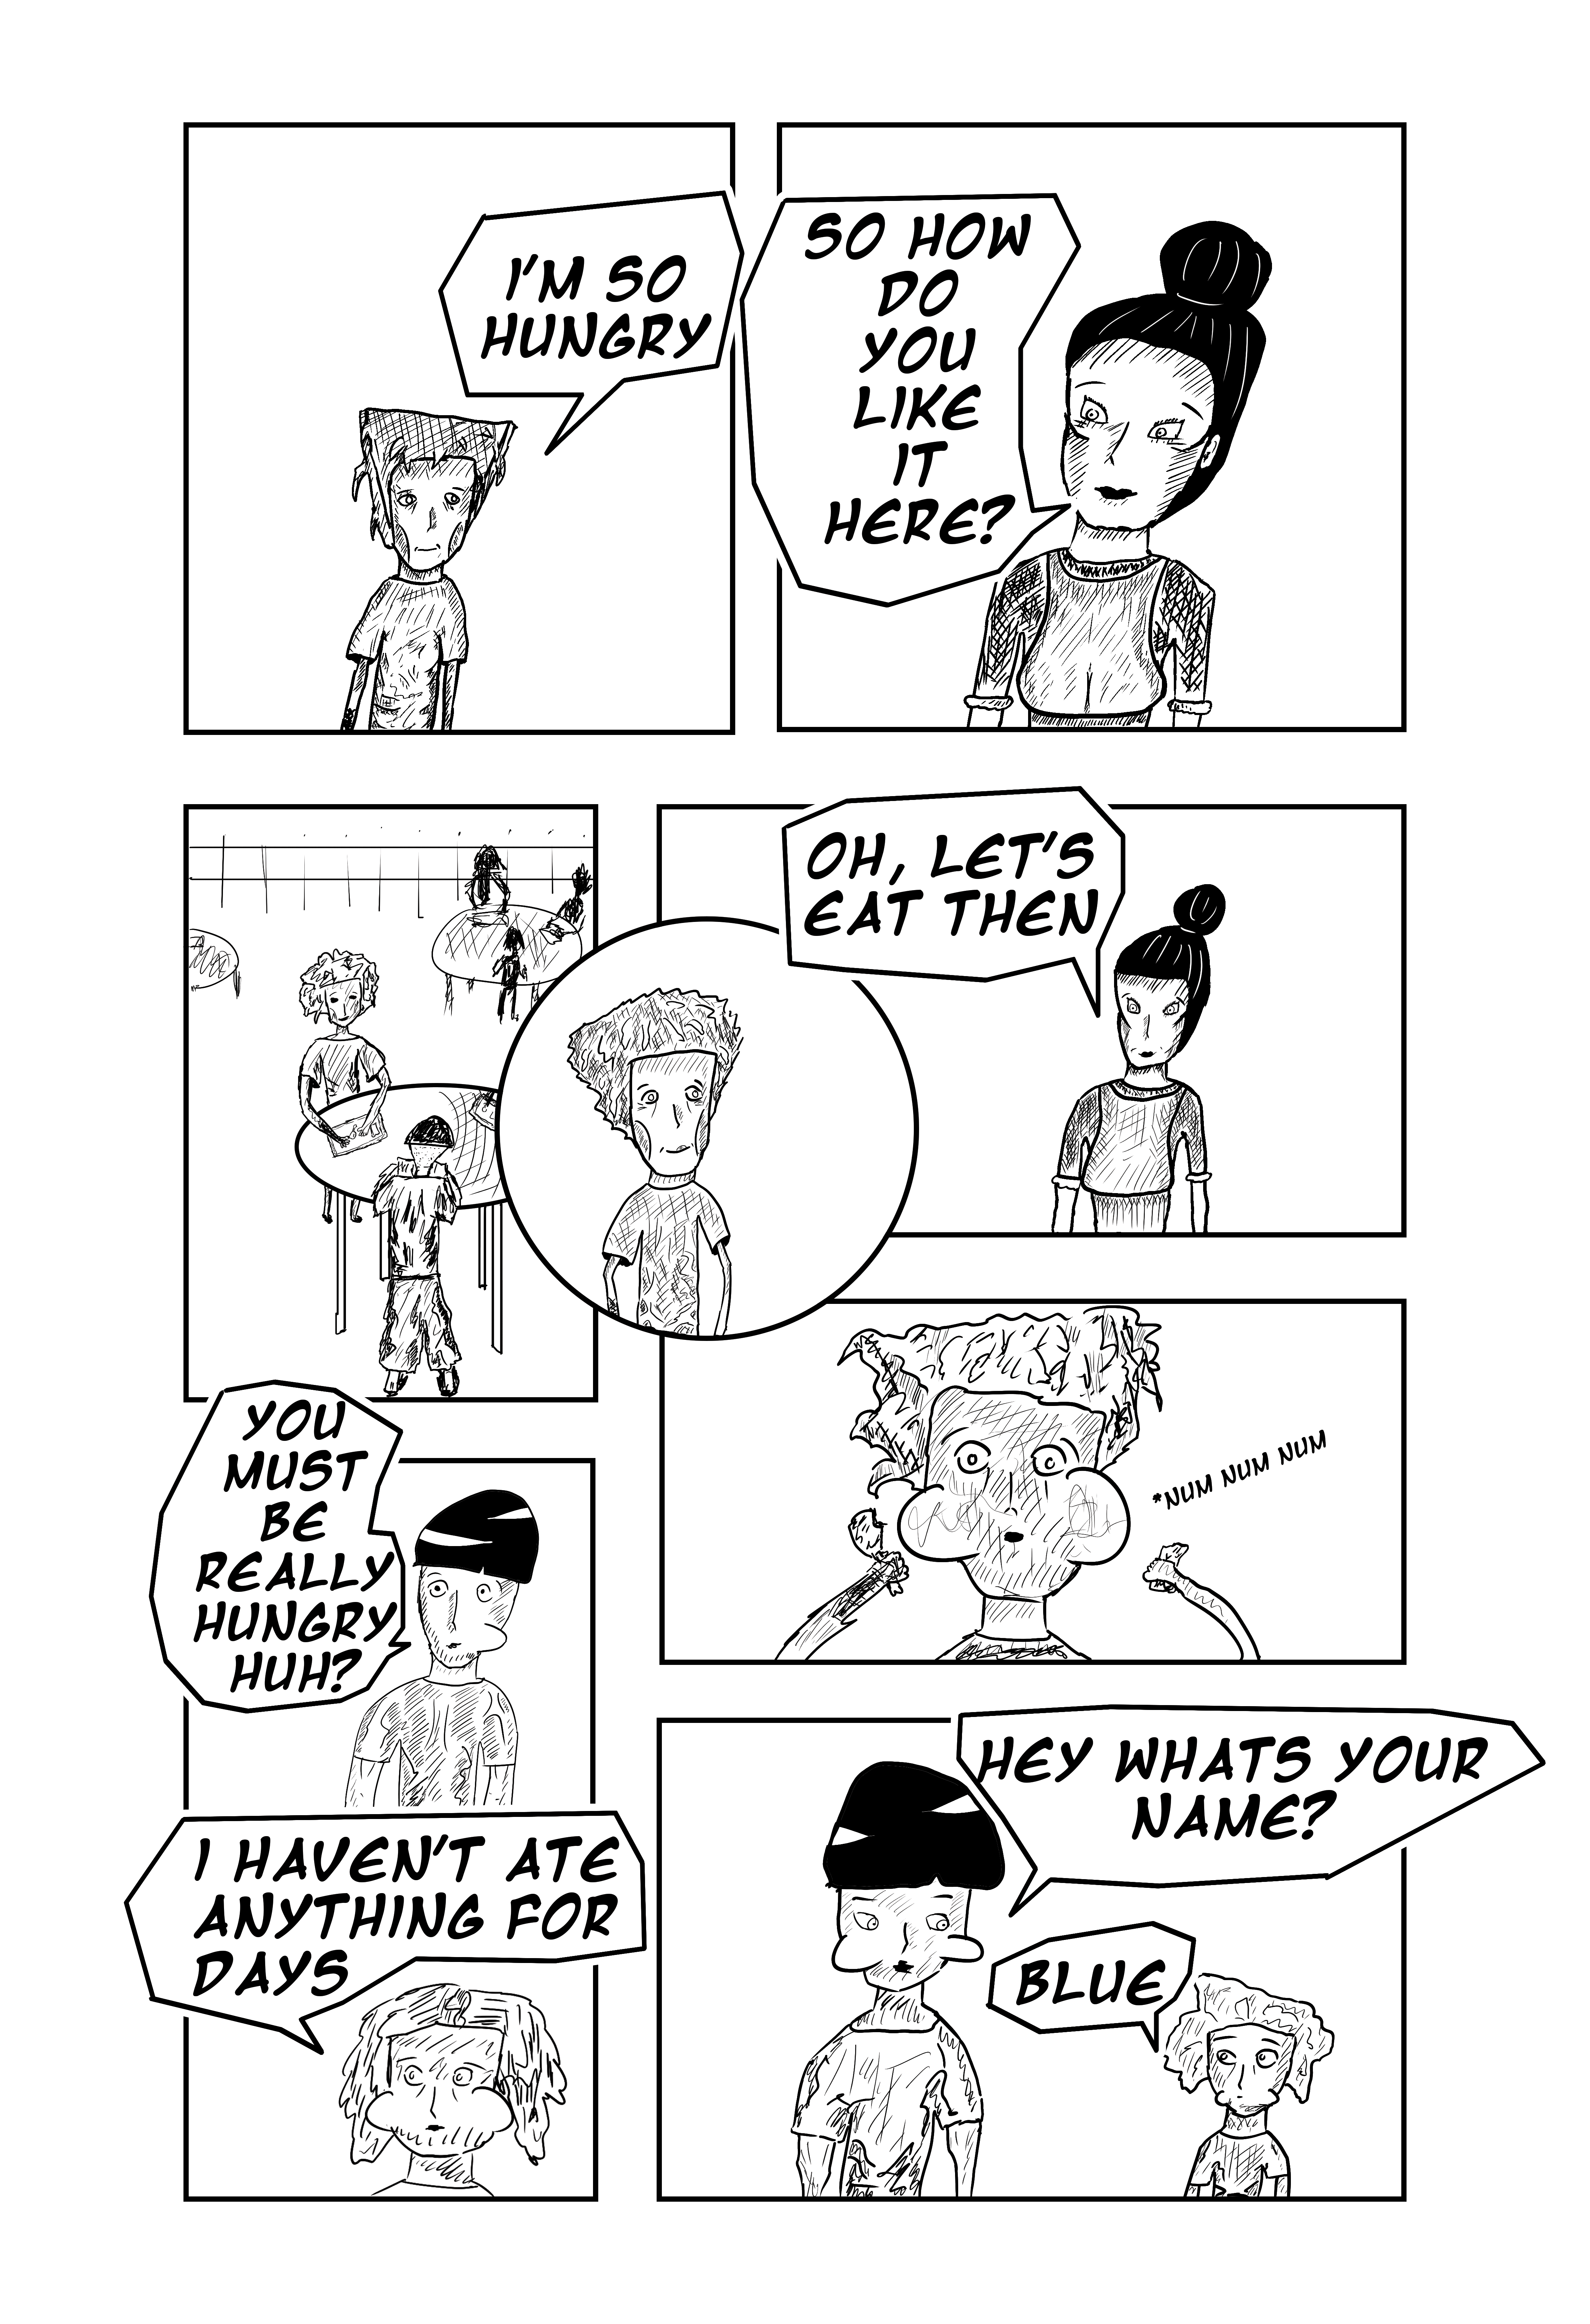 SO HOW
DO
YOU
LIKE
IT
HERE?
I'M SO
HUNGRY
OH, LET'S
EAT THEN
*NUM NUM NUM
YOU
MUST
BE
REALLY
HUNGRY
HUH?
I HAVEN'T ATE
ANYTHING FOR
DAYS
HEY WHATS YOUR
NAME?
BLUE